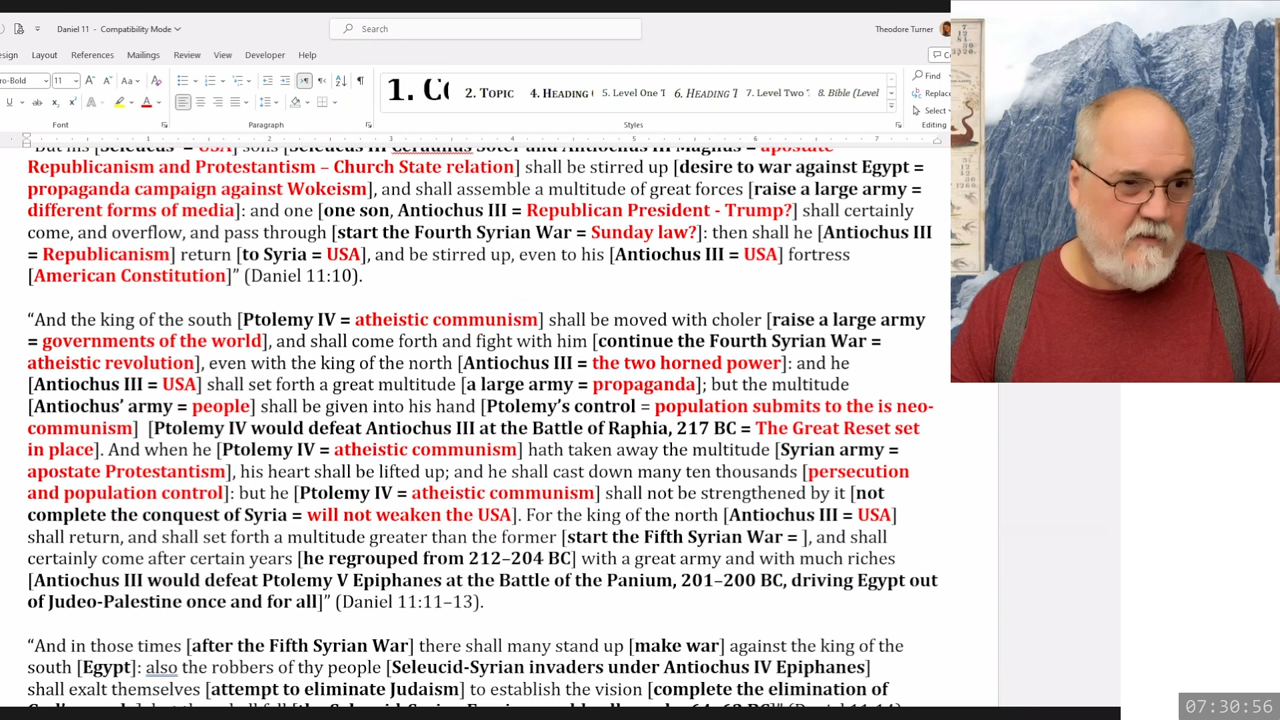 Daniel 11 - Compatibility Mode
Search
Theodore Turner
sign Layout References Mailings Review View Developer Help
ro-Bold 11
1. Co 2. Topic 4. Heading 5. Level One T 6. Heading T 7. Level Two 8. Bible (Level
Find
Replace
Select
Font Paragraph Styles Editing
1 2 3 4 5 6 7
Republicanism and Protestantism – Church State relation] shall be stirred up [desire to war against Egypt =
propaganda campaign against Wokeism], and shall assemble a multitude of great forces [raise a large army =
different forms of media]: and one [one son, Antiochus III = Republican President - Trump?] shall certainly
come, and overflow, and pass through [start the Fourth Syrian War = Sunday law?]: then shall he [Antiochus III
= Republicanism] return [to Syria = USA], and be stirred up, even to his [Antiochus III = USA] fortress
[American Constitution]” (Daniel 11:10).
“And the king of the south [Ptolemy IV = atheistic communism] shall be moved with choler [raise a large army
= governments of the world], and shall come forth and fight with him [continue the Fourth Syrian War =
atheistic revolution], even with the king of the north [Antiochus III = the two horned power]: and he
[Antiochus III = USA] shall set forth a great multitude [a large army = propaganda]; but the multitude
[Antiochus’ army = people] shall be given into his hand [Ptolemy’s control = population submits to the is neo-
communism] [Ptolemy IV would defeat Antiochus III at the Battle of Raphia, 217 BC = The Great Reset set
in place]. And when he [Ptolemy IV = atheistic communism] hath taken away the multitude [Syrian army =
apostate Protestantism], his heart shall be lifted up; and he shall cast down many ten thousands [persecution
and population control]: but he [Ptolemy IV = atheistic communism] shall not be strengthened by it [not
complete the conquest of Syria = will not weaken the USA]. For the king of the north [Antiochus III = USA]
shall return, and shall set forth a multitude greater than the former [start the Fifth Syrian War = ], and shall
certainly come after certain years [he regrouped from 212–204 BC] with a great army and with much riches
[Antiochus III would defeat Ptolemy V Epiphanes at the Battle of the Panium, 201–200 BC, driving Egypt out
of Judeo-Palestine once and for all]” (Daniel 11:11–13).
“And in those times [after the Fifth Syrian War] there shall many stand up [make war] against the king of the
south [Egypt]: also the robbers of thy people [Seleucid-Syrian invaders under Antiochus IV Epiphanes]
shall exalt themselves [attempt to eliminate Judaism] to establish the vision [complete the elimination of
07:30:56